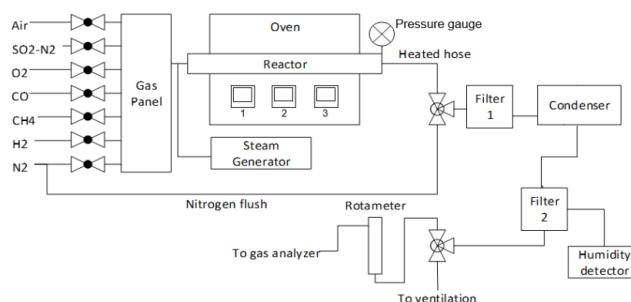 Air
SO2-N2
O2
CO
CH4
H2
N2
Gas
Panel
Oven
Reactor
1
2
3
Steam
Generator
Pressure gauge
Heated hose
Filter
1
Condenser
Nitrogen flush
Rotameter
Filter
2
To gas analyzer
Humidity
detector
To ventilation